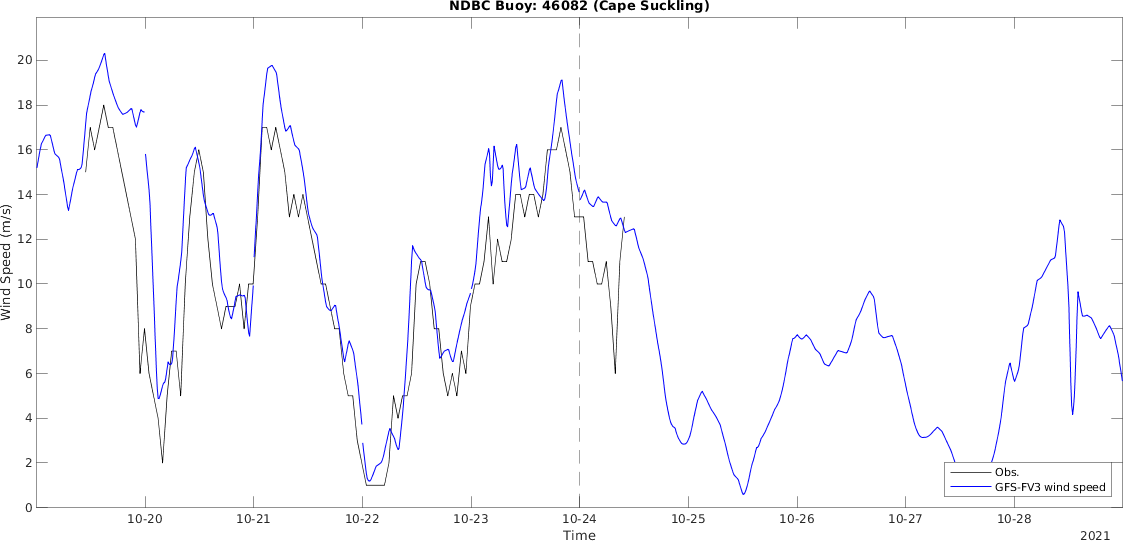 NDBC Buoy: 46082 (Cape Suckling)
Wind Speed (m/s)
20
18
16
14
12
10
8
6
4
2
0
10-20 10-21 10-22 10-23 10-24 10-25 10-26 10-27 10-28
Time
2021
Obs.
GFS-FV3 wind speed